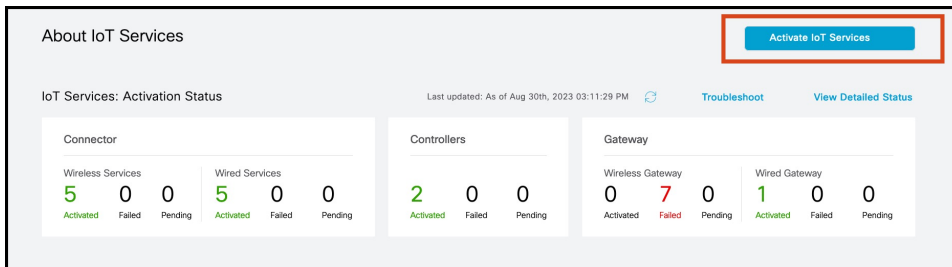 About IoT Services
Activate IoT Services
IoT Services: Activation Status
Last updated: As of Aug 30th, 2023 03:11:29 PM
Troubleshoot
View Detailed Status
Connector
Wireless Services
5 0 0
Activated Failed Pending
Wired Services
5 0 0
Activated Failed Pending
Controllers
2 0 0
Activated Failed Pending
Gateway
Wireless Gateway
0 7 0
Activated Failed Pending
Wired Gateway
1 0 0
Activated Failed Pending